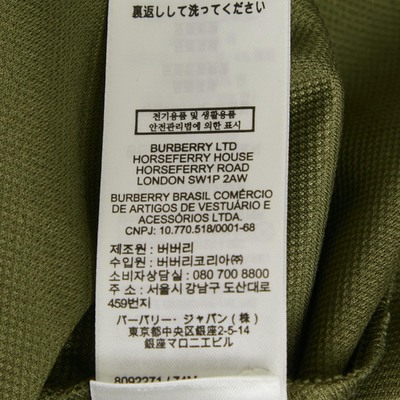 裏返しして洗ってください
전기용품 및 생활용품
안전관리법에 의한 표시
BURBERRY LTD
HORSEFERRY HOUSE
HORSEFERRY ROAD
LONDON SW1P 2AW
BURBERRY BRASIL COMÉRCIO
DE ARTIGOS DE VESTUÁRIO E
ACESSÓRIOS LTDA.
CNPJ: 10.770.518/0001-68
제조원 : 버버리
수입원 : 버버리코리아㈜
소비자상담실 : 080 700 8800
주소 : 서울시 강남구 도산대로
459번지
バーバリー・ジャパン(株)
東京都中央区銀座2-5-14
銀座マロニエビル
8092271 /